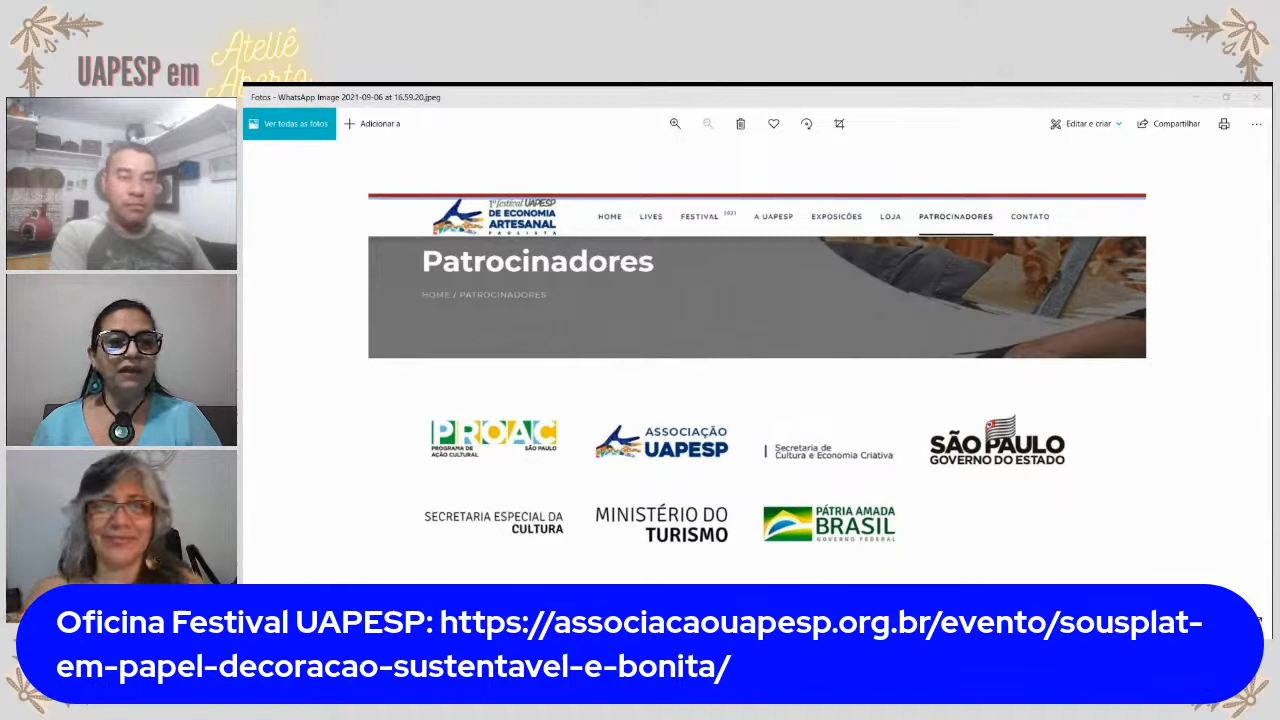 UAPESP em Ateliê
Aberto
Fotos - WhatsApp Image 2021-09-06 at 16.59.20.jpeg
Ver todas as fotos
Adicionar a
Editar e criar
Compartilhar
1º festival UAPESP
DE ECONOMIA
ARTESANAL
PAULISTA
HOME LIVES FESTIVAL 2021 A UAPESP EXPOSIÇÕES LOJA PATROCINADORES CONTATO
Patrocinadores
HOME / PATROCINADORES
PROAC
PROGRAMA DE
AÇÃO CULTURAL
SÃO PAULO
ASSOCIAÇÃO
UAPESP
Secretaria de
Cultura e Economia Criativa
SÃO PAULO
GOVERNO DO ESTADO
SECRETARIA ESPECIAL DA
CULTURA
MINISTÉRIO DO
TURISMO
PÁTRIA AMADA
BRASIL
GOVERNO FEDERAL
Oficina Festival UAPESP: https://associacaouapesp.org.br/evento/sousplat-
em-papel-decoracao-sustentavel-e-bonita/